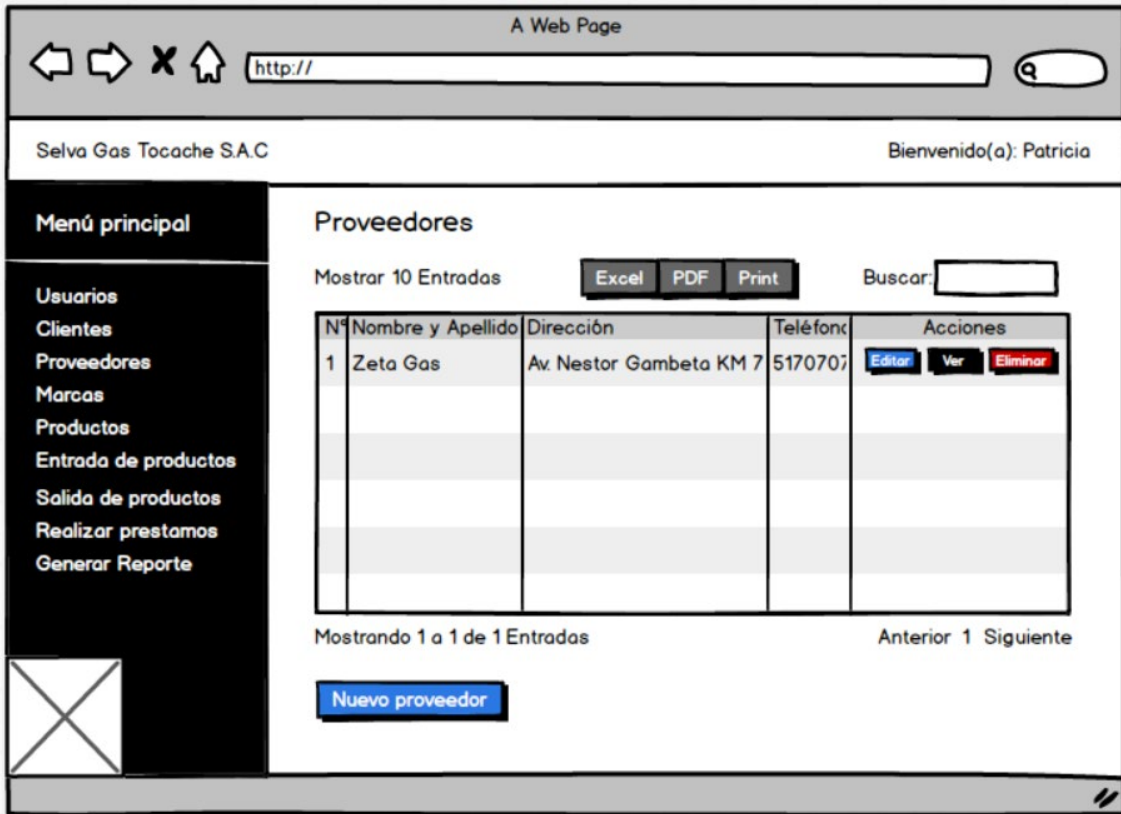 A Web Page
http://
Selva Gas Tocache S.A.C
Bienvenido(a): Patricia
Menú principal
Usuarios
Clientes
Proveedores
Marcas
Productos
Entrada de productos
Salida de productos
Realizar prestamos
Generar Reporte
Proveedores
Mostrar 10 Entradas
Excel PDF Print
Buscar:
Nº Nombre y Apellido Dirección Teléfono Acciones
1 Zeta Gas Av. Nestor Gambeta KM 7 5170707 Editar Ver Eliminar
Mostrando 1 a 1 de 1 Entradas
Anterior 1 Siguiente
Nuevo proveedor